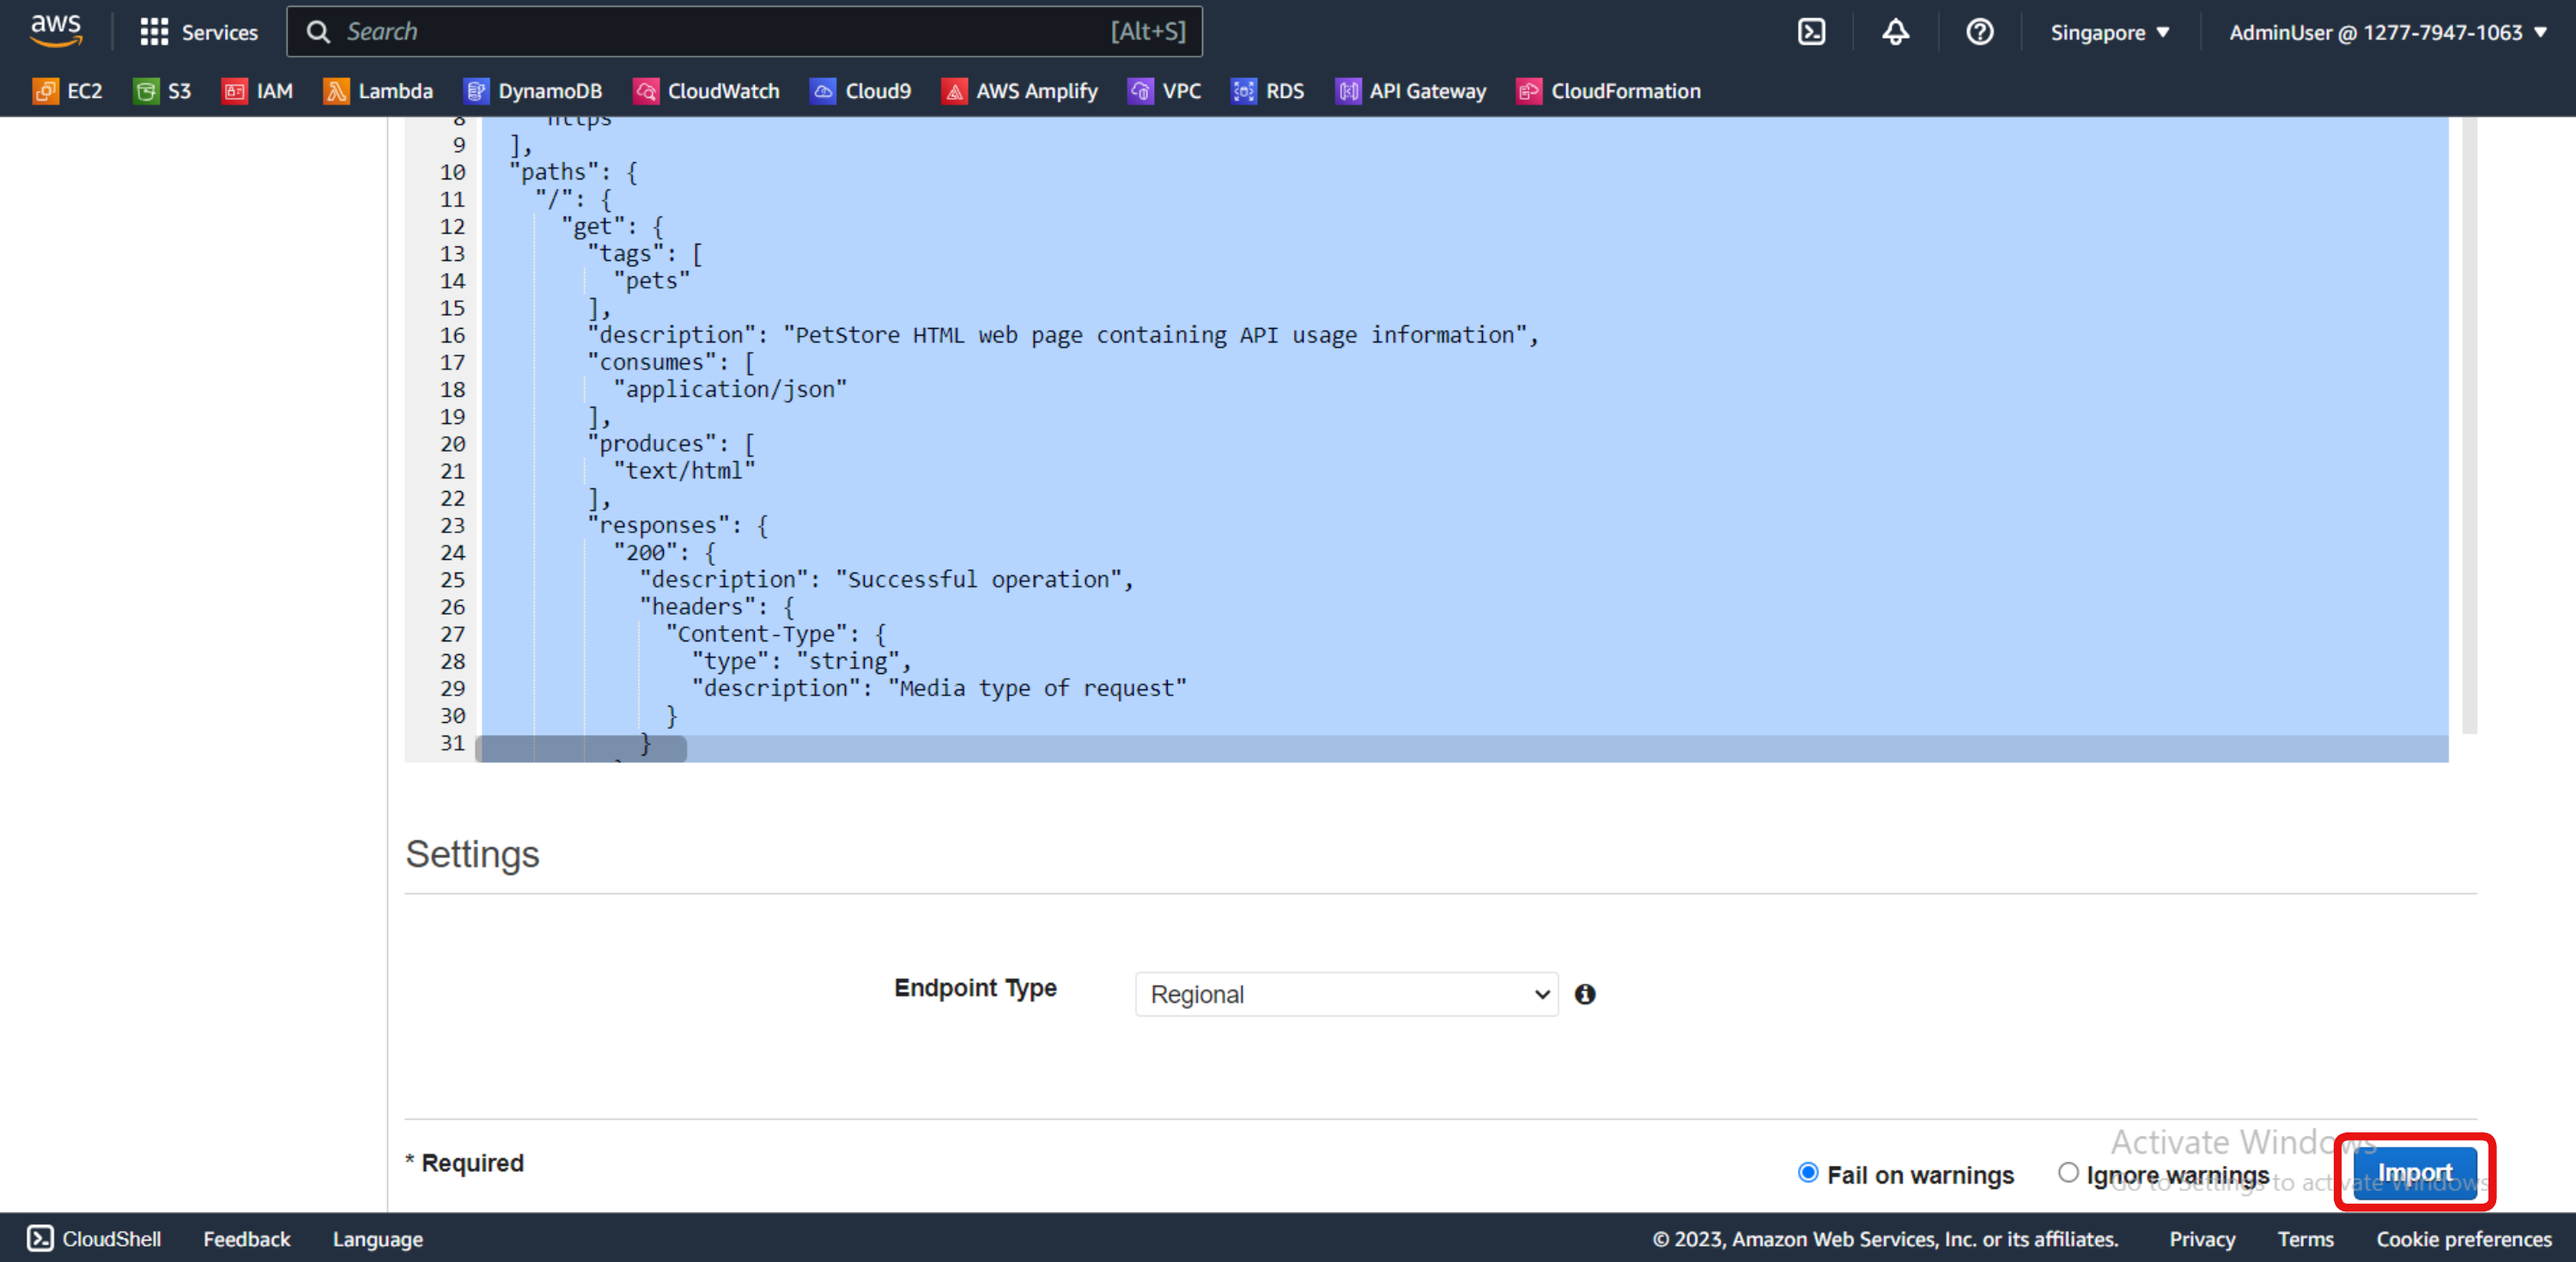 aws Services Search [Alt+S] Singapore AdminUser @ 1277-7947-1063
EC2 S3 IAM Lambda DynamoDB CloudWatch Cloud9 AWS Amplify VPC RDS API Gateway CloudFormation
8 "https"
9 ],
10 "paths": {
11 "/": {
12 "get": {
13 "tags": [
14 "pets"
15 ],
16 "description": "PetStore HTML web page containing API usage information",
17 "consumes": [
18 "application/json"
19 ],
20 "produces": [
21 "text/html"
22 ],
23 "responses": {
24 "200": {
25 "description": "Successful operation",
26 "headers": {
27 "Content-Type": {
28 "type": "string",
29 "description": "Media type of request"
30 }
31 }
Settings
Endpoint Type Regional
* Required
Activate Windows
Fail on warnings Ignore warnings Import
Go to Settings to activate Windows
CloudShell Feedback Language © 2023, Amazon Web Services, Inc. or its affiliates. Privacy Terms Cookie preferences